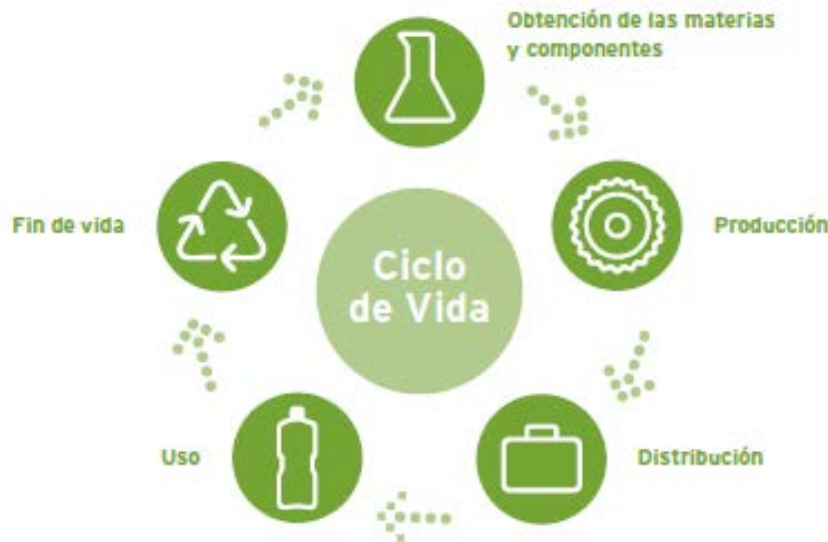 Obtención de las materias
y componentes
Producción
Distribución
Uso
Fin de vida
Ciclo
de Vida